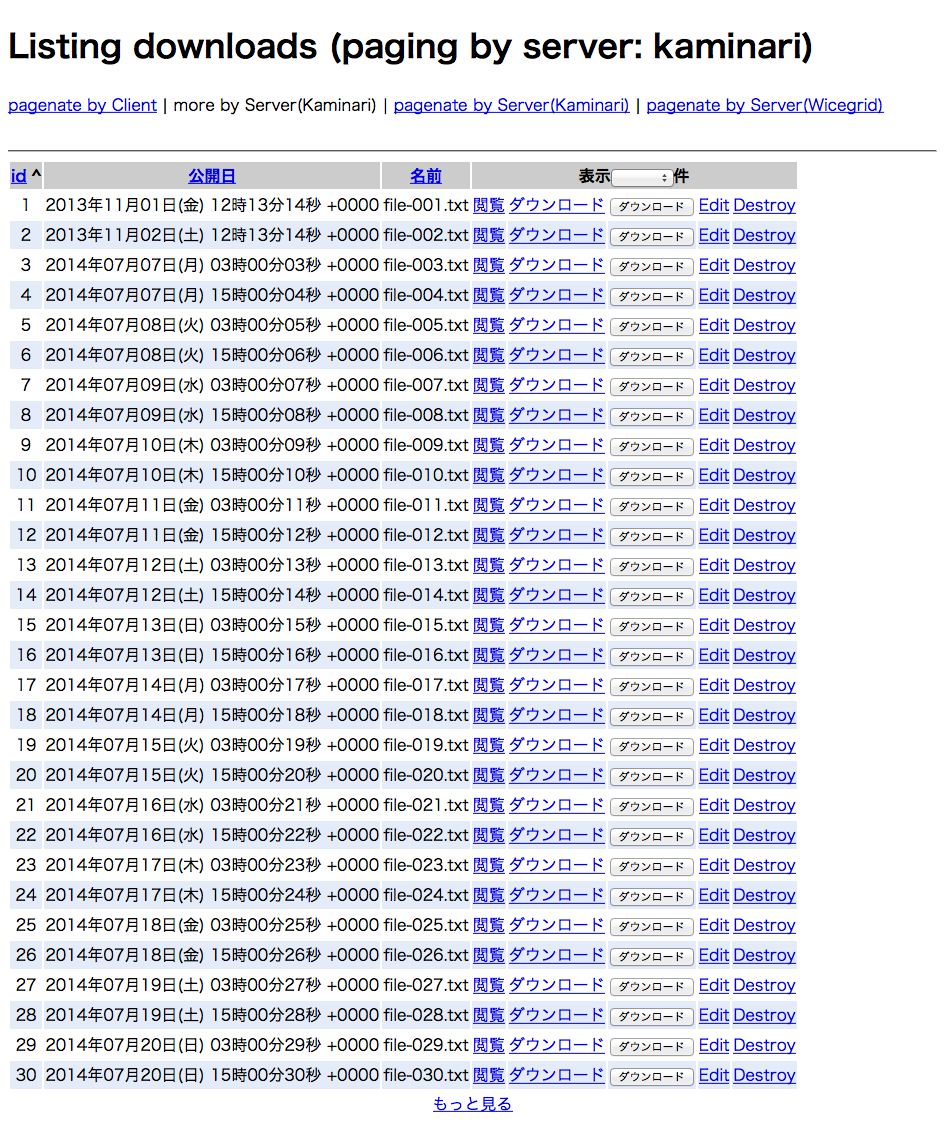 Listing downloads (paging by server: kaminari)
pagenate by Client | more by Server(Kaminari) | pagenate by Server(Kaminari) | pagenate by Server(Wicegrid)
id ^ 公開日 名前 表示 件
1 2013年11月01日(金) 12時13分14秒 +0000 file-001.txt 閲覧 ダウンロード ダウンロード Edit Destroy
2 2013年11月02日(土) 12時13分14秒 +0000 file-002.txt 閲覧 ダウンロード ダウンロード Edit Destroy
3 2014年07月07日(月) 03時00分03秒 +0000 file-003.txt 閲覧 ダウンロード ダウンロード Edit Destroy
4 2014年07月07日(月) 15時00分04秒 +0000 file-004.txt 閲覧 ダウンロード ダウンロード Edit Destroy
5 2014年07月08日(火) 03時00分05秒 +0000 file-005.txt 閲覧 ダウンロード ダウンロード Edit Destroy
6 2014年07月08日(火) 15時00分06秒 +0000 file-006.txt 閲覧 ダウンロード ダウンロード Edit Destroy
7 2014年07月09日(水) 03時00分07秒 +0000 file-007.txt 閲覧 ダウンロード ダウンロード Edit Destroy
8 2014年07月09日(水) 15時00分08秒 +0000 file-008.txt 閲覧 ダウンロード ダウンロード Edit Destroy
9 2014年07月10日(木) 03時00分09秒 +0000 file-009.txt 閲覧 ダウンロード ダウンロード Edit Destroy
10 2014年07月10日(木) 15時00分10秒 +0000 file-010.txt 閲覧 ダウンロード ダウンロード Edit Destroy
11 2014年07月11日(金) 03時00分11秒 +0000 file-011.txt 閲覧 ダウンロード ダウンロード Edit Destroy
12 2014年07月11日(金) 15時00分12秒 +0000 file-012.txt 閲覧 ダウンロード ダウンロード Edit Destroy
13 2014年07月12日(土) 03時00分13秒 +0000 file-013.txt 閲覧 ダウンロード ダウンロード Edit Destroy
14 2014年07月12日(土) 15時00分14秒 +0000 file-014.txt 閲覧 ダウンロード ダウンロード Edit Destroy
15 2014年07月13日(日) 03時00分15秒 +0000 file-015.txt 閲覧 ダウンロード ダウンロード Edit Destroy
16 2014年07月13日(日) 15時00分16秒 +0000 file-016.txt 閲覧 ダウンロード ダウンロード Edit Destroy
17 2014年07月14日(月) 03時00分17秒 +0000 file-017.txt 閲覧 ダウンロード ダウンロード Edit Destroy
18 2014年07月14日(月) 15時00分18秒 +0000 file-018.txt 閲覧 ダウンロード ダウンロード Edit Destroy
19 2014年07月15日(火) 03時00分19秒 +0000 file-019.txt 閲覧 ダウンロード ダウンロード Edit Destroy
20 2014年07月15日(火) 15時00分20秒 +0000 file-020.txt 閲覧 ダウンロード ダウンロード Edit Destroy
21 2014年07月16日(水) 03時00分21秒 +0000 file-021.txt 閲覧 ダウンロード ダウンロード Edit Destroy
22 2014年07月16日(水) 15時00分22秒 +0000 file-022.txt 閲覧 ダウンロード ダウンロード Edit Destroy
23 2014年07月17日(木) 03時00分23秒 +0000 file-023.txt 閲覧 ダウンロード ダウンロード Edit Destroy
24 2014年07月17日(木) 15時00分24秒 +0000 file-024.txt 閲覧 ダウンロード ダウンロード Edit Destroy
25 2014年07月18日(金) 03時00分25秒 +0000 file-025.txt 閲覧 ダウンロード ダウンロード Edit Destroy
26 2014年07月18日(金) 15時00分26秒 +0000 file-026.txt 閲覧 ダウンロード ダウンロード Edit Destroy
27 2014年07月19日(土) 03時00分27秒 +0000 file-027.txt 閲覧 ダウンロード ダウンロード Edit Destroy
28 2014年07月19日(土) 15時00分28秒 +0000 file-028.txt 閲覧 ダウンロード ダウンロード Edit Destroy
29 2014年07月20日(日) 03時00分29秒 +0000 file-029.txt 閲覧 ダウンロード ダウンロード Edit Destroy
30 2014年07月20日(日) 15時00分30秒 +0000 file-030.txt 閲覧 ダウンロード ダウンロード Edit Destroy
もっと見る